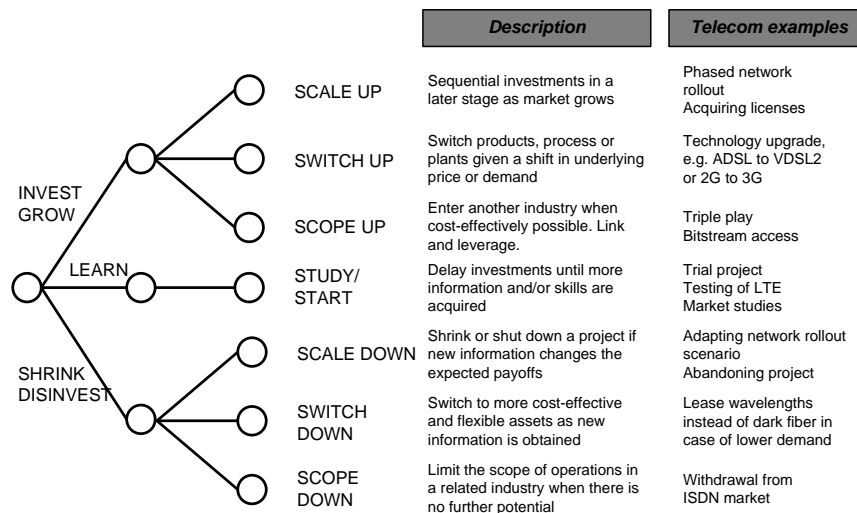 Description
Telecom examples
SCALE UP
Sequential investments in a
later stage as market grows
Phased network
rollout
Acquiring licenses
SWITCH UP
Switch products, process or
plants given a shift in underlying
price or demand
Technology upgrade,
e.g. ADSL to VDSL2
or 2G to 3G
INVEST
GROW
SCOPE UP
Enter another industry when
cost-effectively possible. Link
and leverage.
Triple play
Bitstream access
LEARN
STUDY/
START
Delay investments until more
information and/or skills are
acquired
Trial project
Testing of LTE
Market studies
SHRINK
DISINVEST
SCALE DOWN
Shrink or shut down a project if
new information changes the
expected payoffs
Adapting network rollout
scenario
Abandoning project
SWITCH
DOWN
Switch to more cost-effective
and flexible assets as new
information is obtained
Lease wavelengths
instead of dark fiber in
case of lower demand
SCOPE
DOWN
Limit the scope of operations in
a related industry when there is
no further potential
Withdrawal from
ISDN market